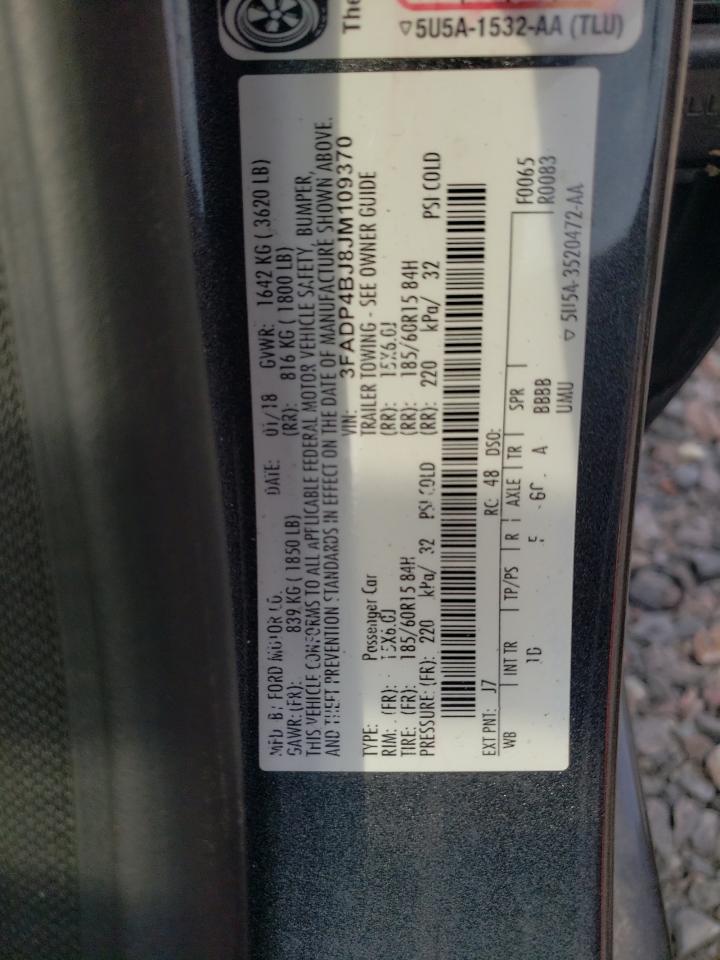 The
▽5U5A-1532-AA (TLU)
MFD BY FORD MOTOR CO. DATE: 01/18 GVWR: 1642 KG ( 3620 LB)
GAWR: (FR): 839 KG ( 1850 LB) (RR): 816 KG ( 1800 LB)
THIS VEHICLE CONFORMS TO ALL APPLICABLE FEDERAL MOTOR VEHICLE SAFETY, BUMPER,
AND THEFT PREVENTION STANDARDS IN EFFECT ON THE DATE OF MANUFACTURE SHOWN ABOVE.
VIN: 3FADP4BJ8JM109370
TYPE: Passenger Car TRAILER TOWING - SEE OWNER GUIDE
RIM: (FR): 15X6.0J (RR): 15X6.0J
TIRE: (FR): 185/60R15 84H (RR): 185/60R15 84H
PRESSURE: (FR): 220 kPa/ 32 PSI COLD (RR): 220 kPa/ 32 PSI COLD
EXT PNT: J7 RC: 48 DSO:
WB INT TR TP/PS R AXLE TR SPR F0065
R0083
A BBBB
UMU
▽5U5A-3520472-AA